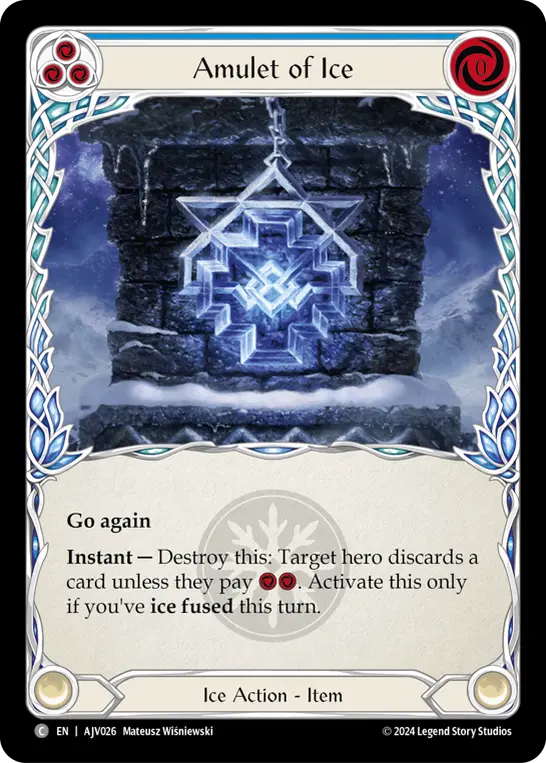 Amulet of Ice
0
Go again
Instant — Destroy this: Target hero discards a
card unless they pay . Activate this only
if you've ice fused this turn.
Ice Action - Item
C EN | AJV026 Mateusz Wiśniewski
© 2024 Legend Story Studios